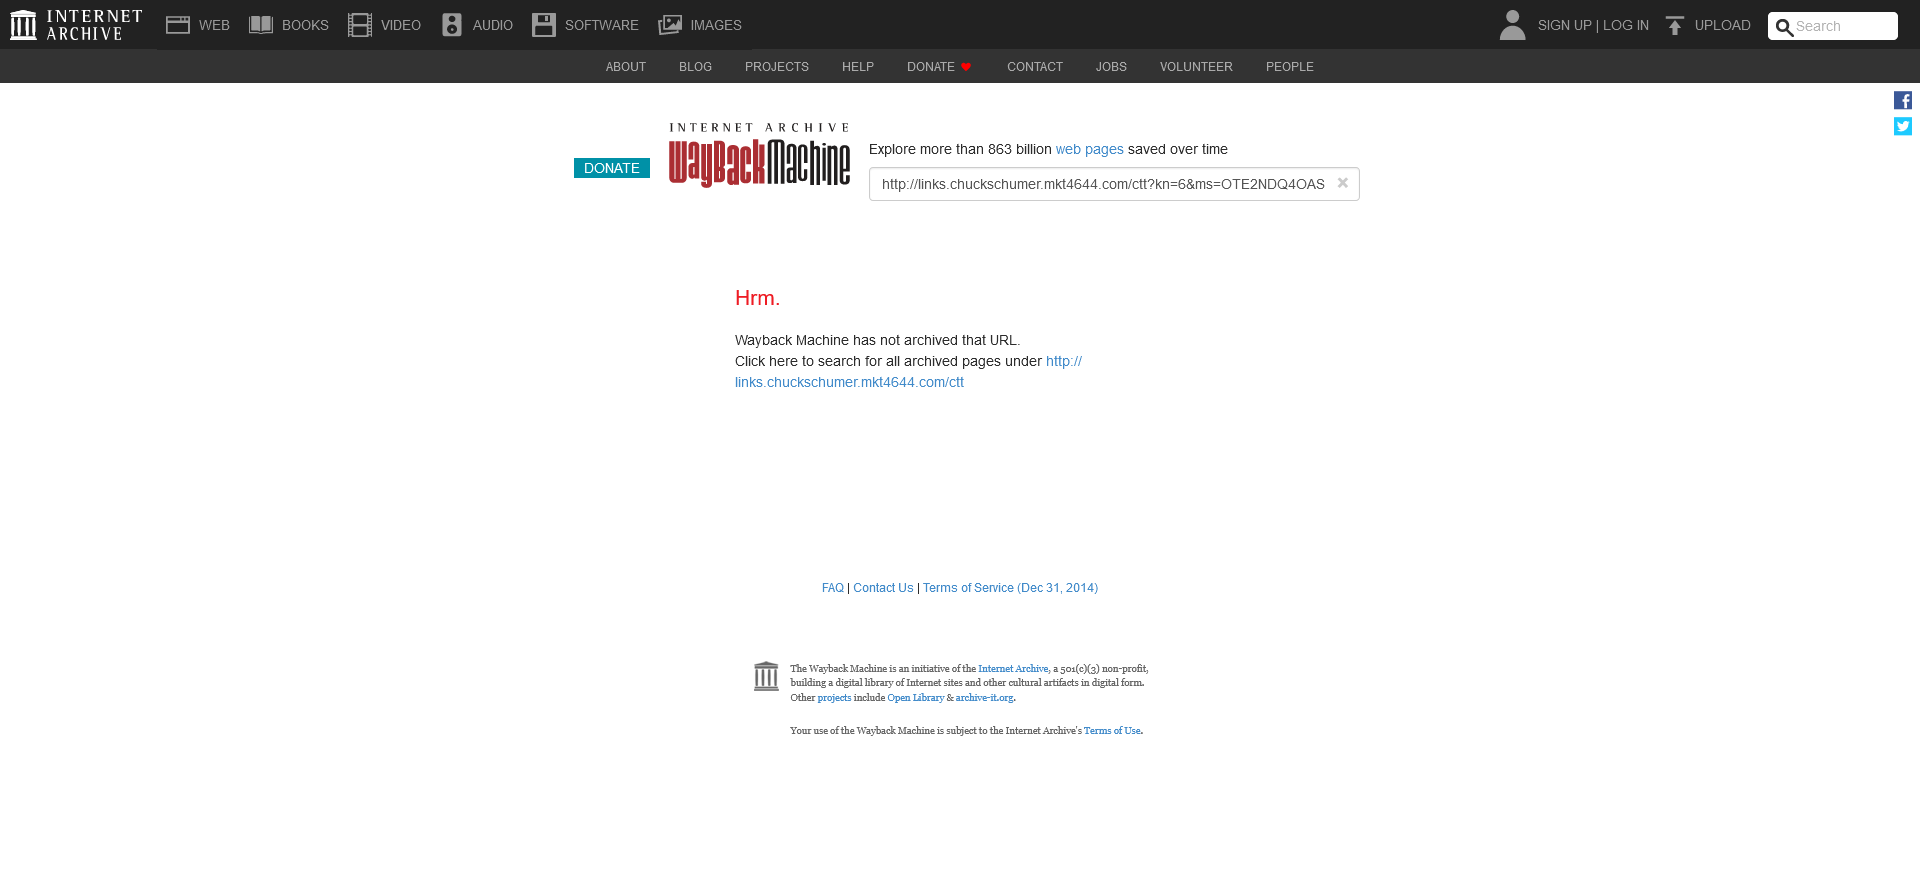 INTERNET ARCHIVE
WEB BOOKS VIDEO AUDIO SOFTWARE IMAGES
SIGN UP | LOG IN UPLOAD Search
ABOUT BLOG PROJECTS HELP DONATE CONTACT JOBS VOLUNTEER PEOPLE
INTERNET ARCHIVE
WayBackMachine
DONATE
Explore more than 863 billion web pages saved over time
http://links.chuckschumer.mkt4644.com/ctt?kn=6&ms=OTE2NDQ4OAS
Hrm.
Wayback Machine has not archived that URL.
Click here to search for all archived pages under http://
links.chuckschumer.mkt4644.com/ctt
FAQ | Contact Us | Terms of Service (Dec 31, 2014)
The Wayback Machine is an initiative of the Internet Archive, a 501(c)(3) non-profit,
building a digital library of Internet sites and other cultural artifacts in digital form.
Other projects include Open Library & archive-it.org.
Your use of the Wayback Machine is subject to the Internet Archive's Terms of Use.